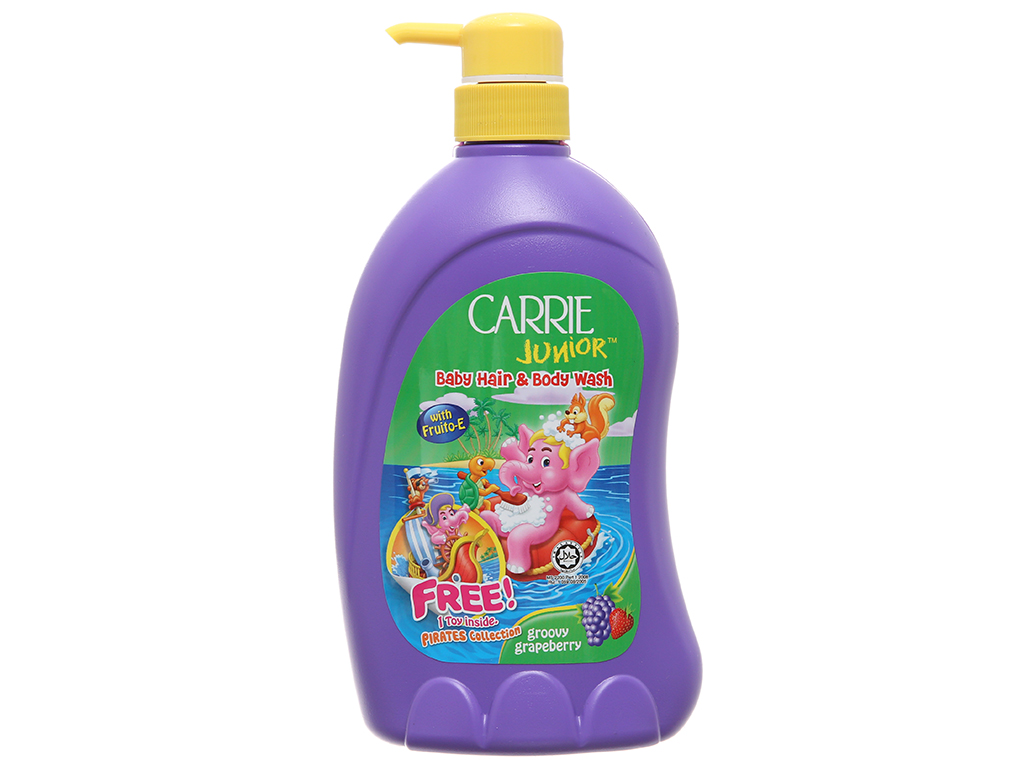 CARRIE
JUNIOR™
Baby Hair & Body Wash
with
Fruito-E
FREE!
1 Toy inside.
PIRATES Collection
groovy
grapeberry